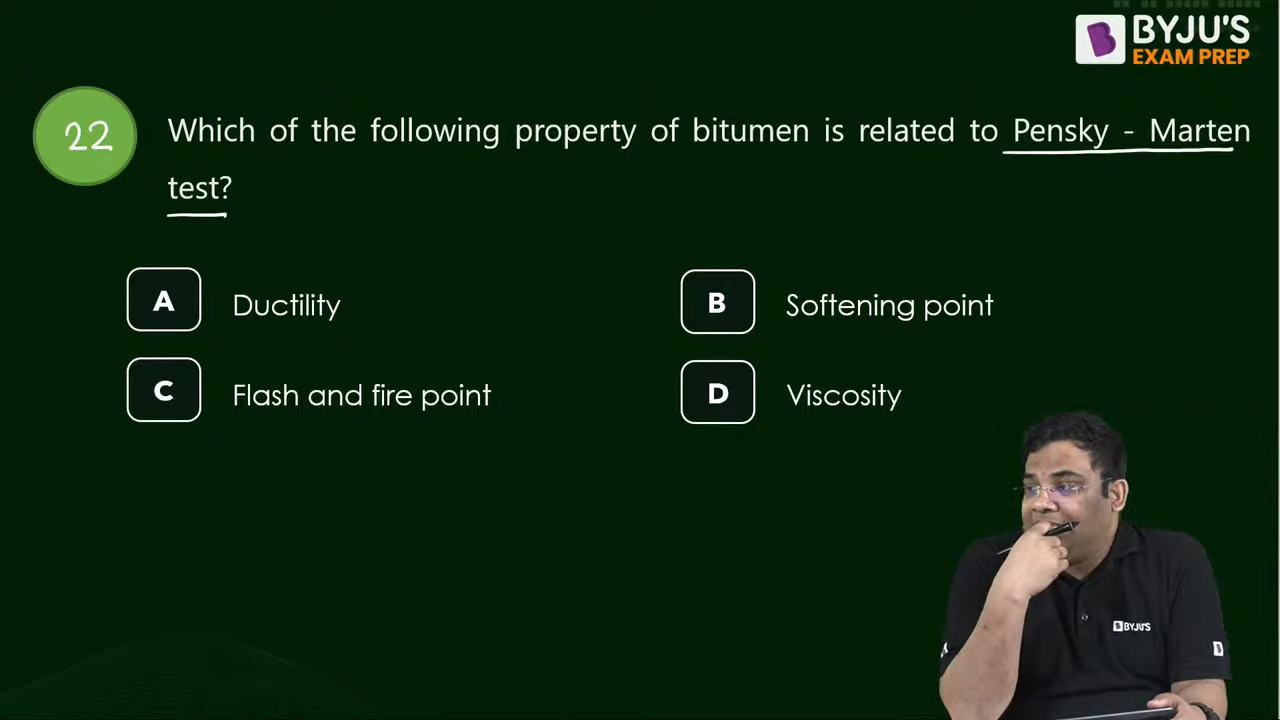 BYJU'S
EXAM PREP
22
Which of the following property of bitumen is related to Pensky - Marten
test?
A Ductility
B Softening point
C Flash and fire point
D Viscosity
BYJU'S